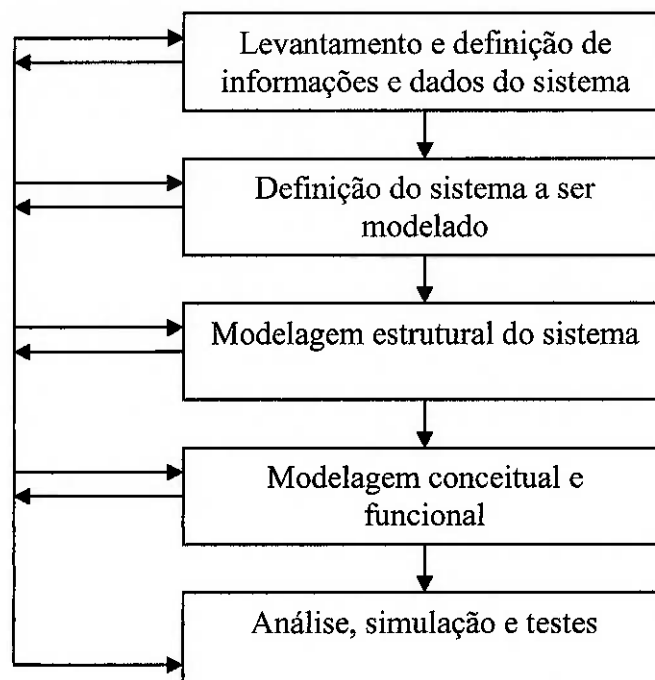 Levantamento e definição de
informações e dados do sistema
Definição do sistema a ser
modelado
Modelagem estrutural do sistema
Modelagem conceitual e
funcional
Análise, simulação e testes